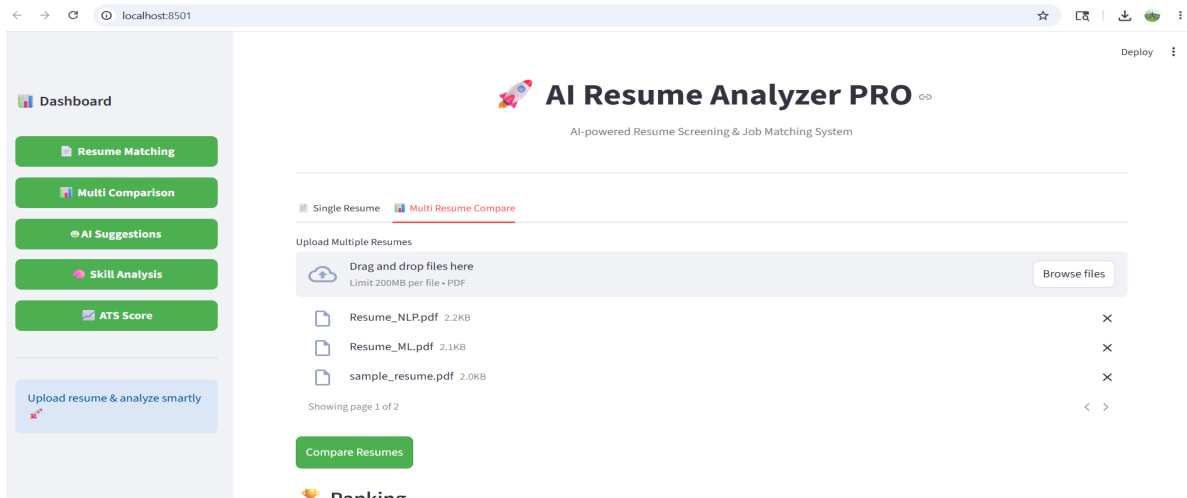 localhost:8501
Deploy
📊 Dashboard
📄 Resume Matching
📊 Multi Comparison
AI Suggestions
🧠 Skill Analysis
📈 ATS Score
Upload resume & analyze smartly
🚀
🚀 AI Resume Analyzer PRO
AI-powered Resume Screening & Job Matching System
📄 Single Resume 📊 Multi Resume Compare
Upload Multiple Resumes
Drag and drop files here
Limit 200MB per file • PDF
Browse files
Resume_NLP.pdf 2.2KB
Resume_ML.pdf 2.1KB
sample_resume.pdf 2.0KB
Showing page 1 of 2
Compare Resumes
🏆 Ranking